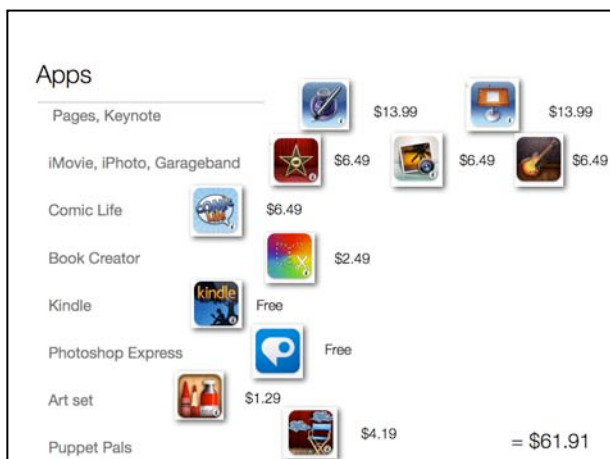 Apps
Pages, Keynote $13.99 $13.99
iMovie, iPhoto, Garageband $6.49 $6.49 $6.49
Comic Life $6.49
Book Creator $2.49
Kindle kindle Free
Photoshop Express Free
Art set $1.29
Puppet Pals $4.19 = $61.91